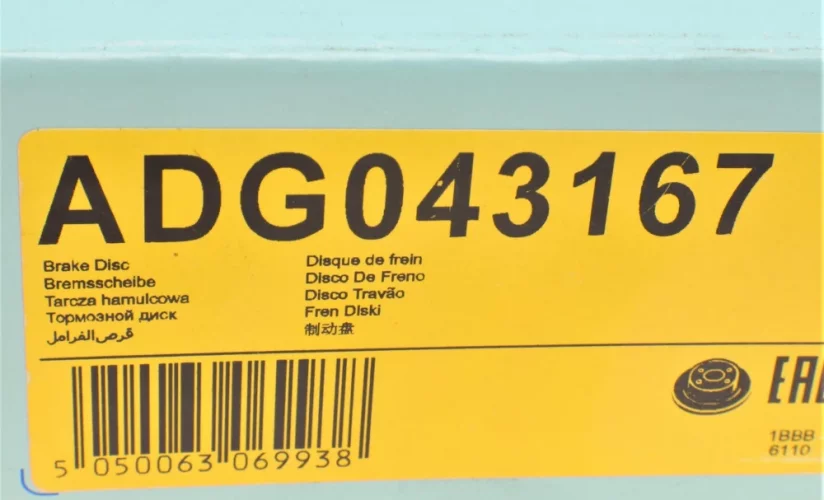 ADG043167
Brake Disc
Bremsscheibe
Tarcza hamulcowa
Тормозной диск
قرص الفرامل
Disque de frein
Disco De Freno
Disco Travão
Fren Diski
制动盘
5 050063 069938
EAC
1BBB
6110